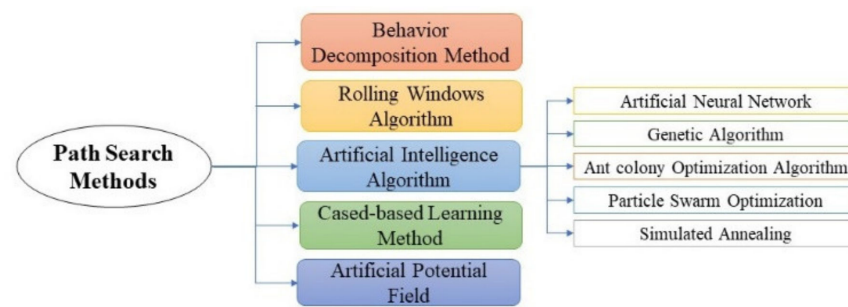 Path Search
Methods
Behavior
Decomposition Method
Rolling Windows
Algorithm
Artificial Intelligence
Algorithm
Cased-based Learning
Method
Artificial Potential
Field
Artificial Neural Network
Genetic Algorithm
Ant colony Optimization Algorithm
Particle Swarm Optimization
Simulated Annealing